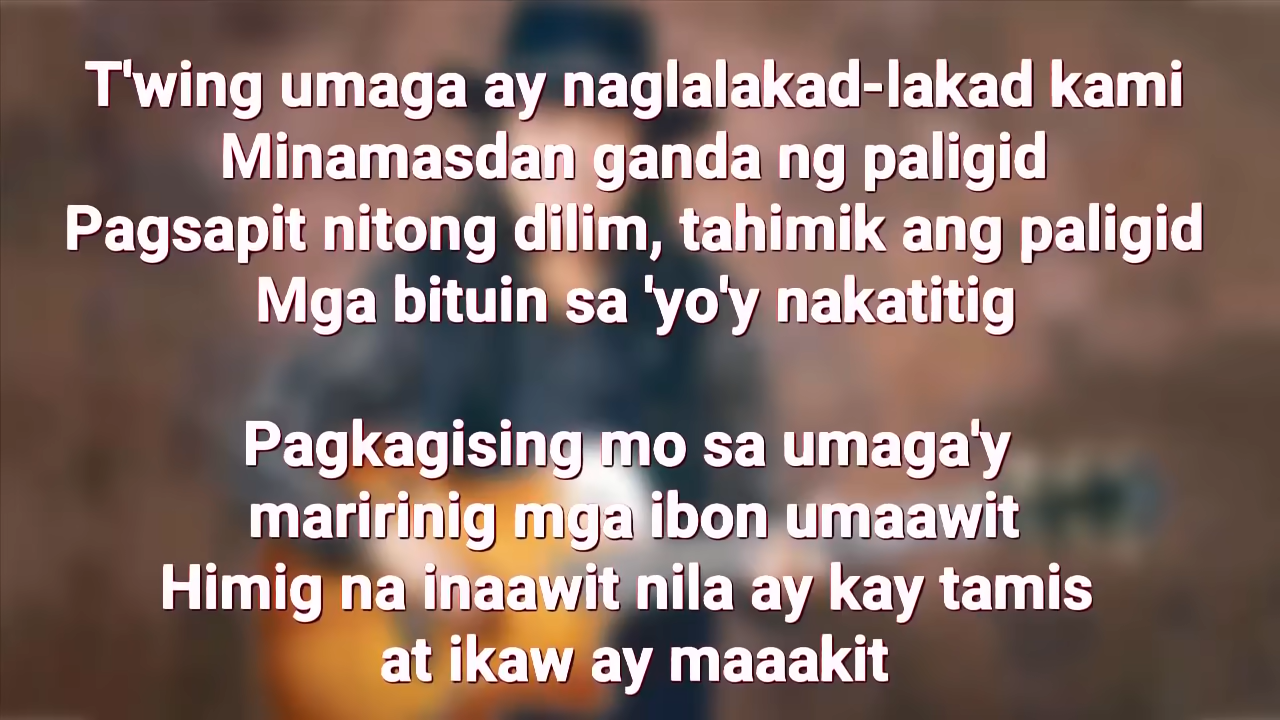 T'wing umaga ay naglalakad-lakad kami
Minamasdan ganda ng paligid
Pagsapit nitong dilim, tahimik ang paligid
Mga bituin sa 'yo'y nakatitig
Pagkagising mo sa umaga'y
maririnig mga ibon umaawit
Himig na inaawit nila ay kay tamis
at ikaw ay maaakit